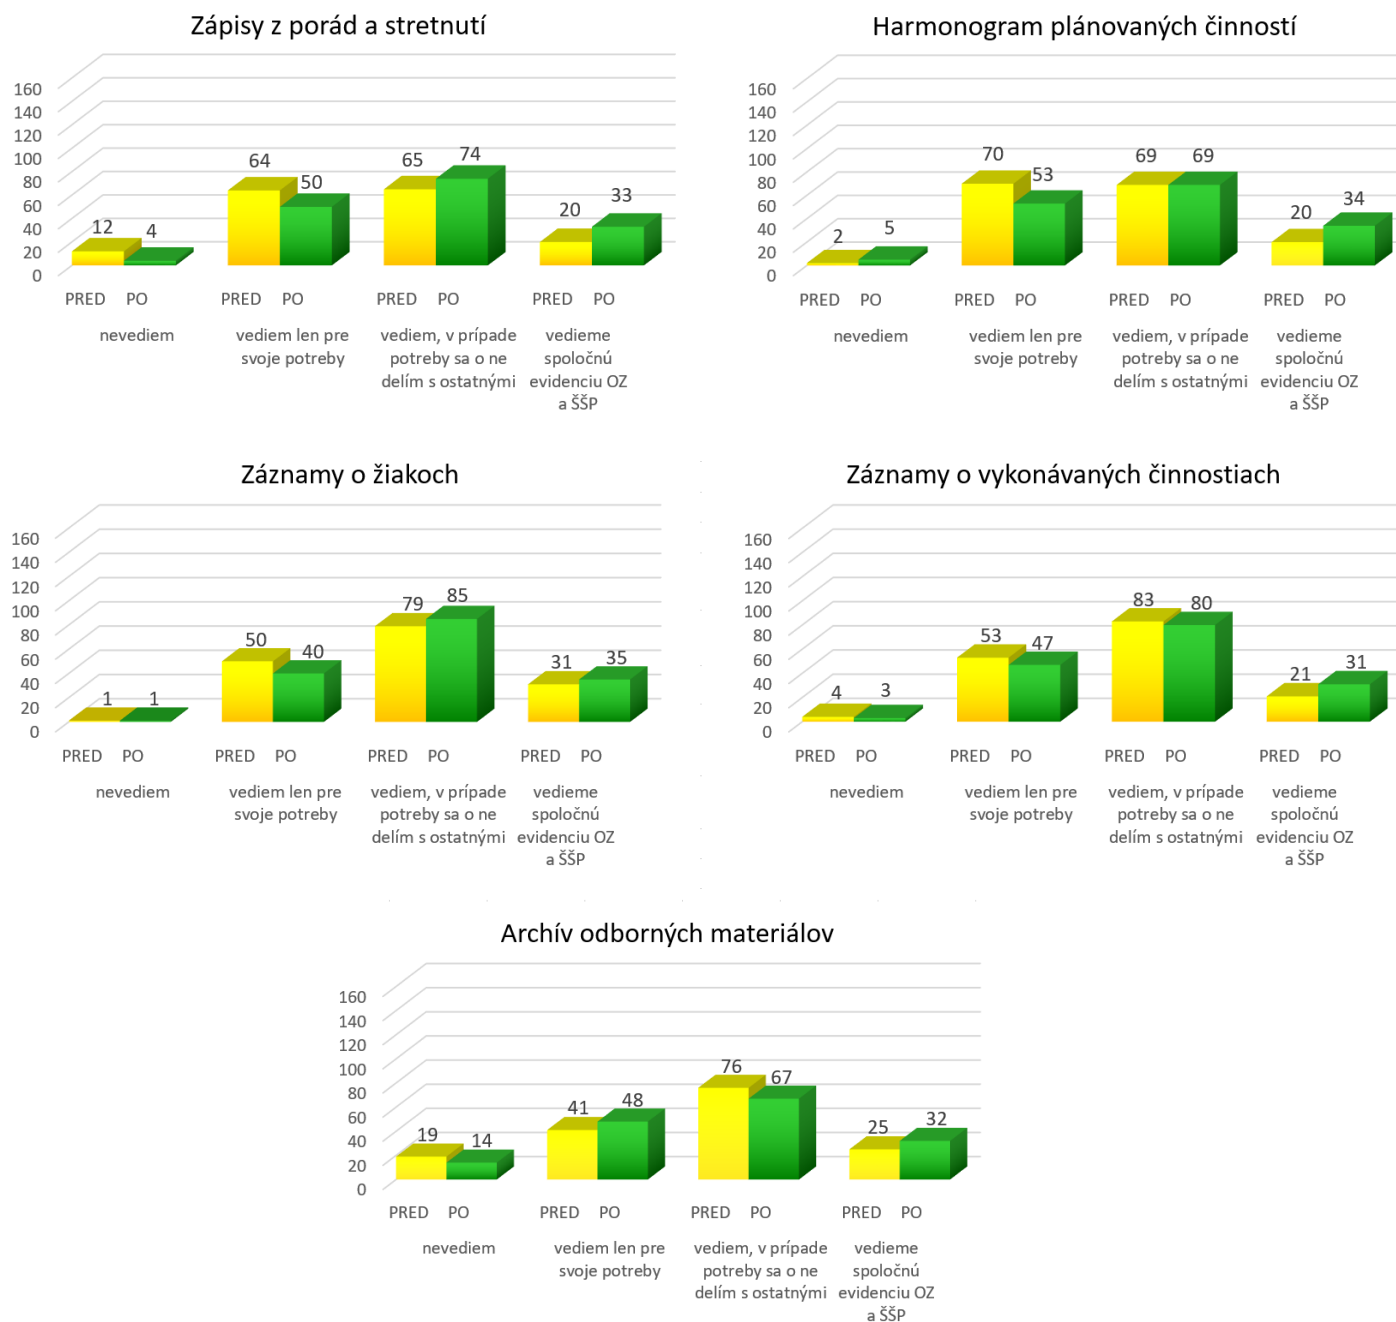 Zápisy z porád a stretnutí
160
140
120
100
80
60
40
20
0
12
4
64
50
65
74
20
33
PRED PO PRED PO PRED PO PRED PO
nevediem
vediem len pre
svoje potreby
vediem, v prípade
potreby sa o ne
delím s ostatnými
vedieme
spoločnú
evidenciu OZ
a ŠŠP
Harmonogram plánovaných činností
160
140
120
100
80
60
40
20
0
2
5
70
53
69
69
20
34
PRED PO PRED PO PRED PO PRED PO
nevediem
vediem len pre
svoje potreby
vediem, v prípade
potreby sa o ne
delím s ostatnými
vedieme
spoločnú
evidenciu OZ
a ŠŠP
Záznamy o žiakoch
160
140
120
100
80
60
40
20
0
1
1
50
40
79
85
31
35
PRED PO PRED PO PRED PO PRED PO
nevediem
vediem len pre
svoje potreby
vediem, v prípade
potreby sa o ne
delím s ostatnými
vedieme
spoločnú
evidenciu OZ
a ŠŠP
Záznamy o vykonávaných činnostiach
160
140
120
100
80
60
40
20
0
4
3
53
47
83
80
21
31
PRED PO PRED PO PRED PO PRED PO
nevediem
vediem len pre
svoje potreby
vediem, v prípade
potreby sa o ne
delím s ostatnými
vedieme
spoločnú
evidenciu OZ
a ŠŠP
Archív odborných materiálov
160
140
120
100
80
60
40
20
0
19
14
41
48
76
67
25
32
PRED PO PRED PO PRED PO PRED PO
nevediem
vediem len pre
svoje potreby
vediem, v prípade
potreby sa o ne
delím s ostatnými
vedieme
spoločnú
evidenciu OZ
a ŠŠP